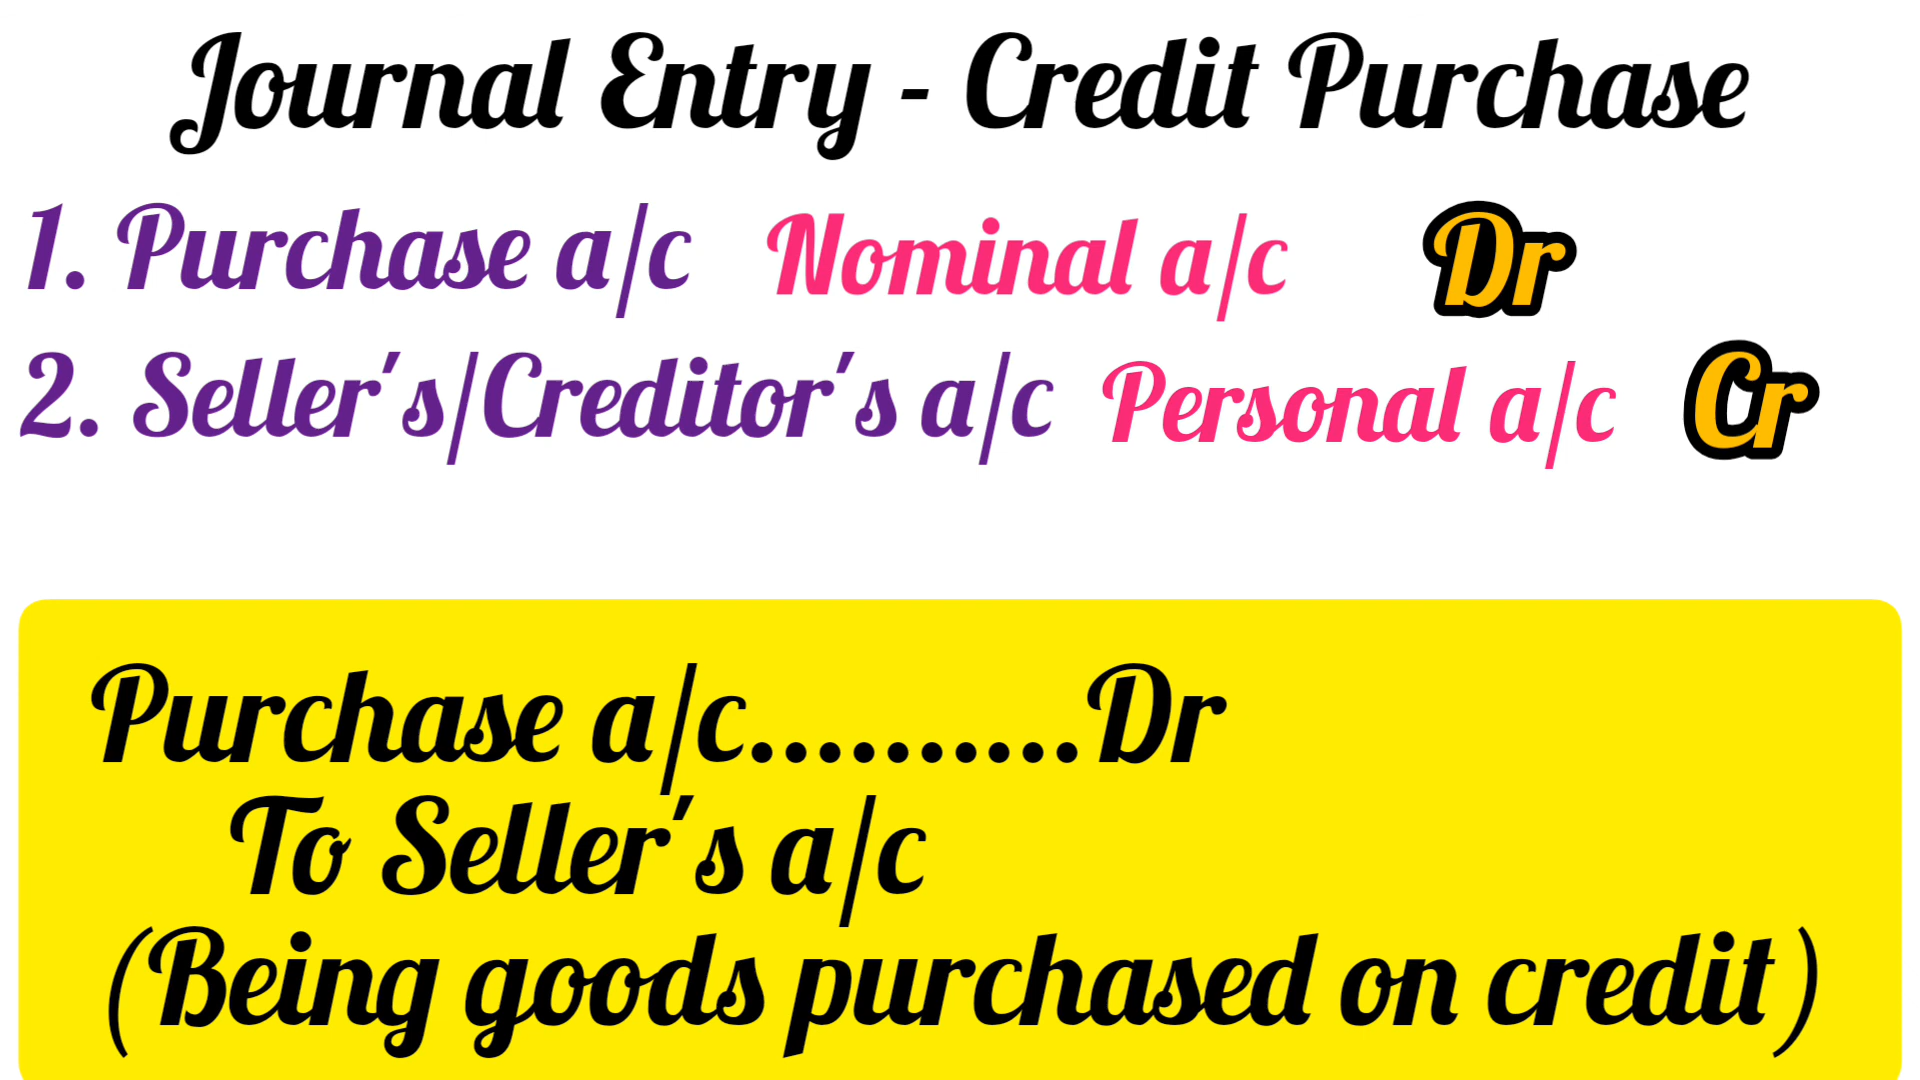 Journal Entry - Credit Purchase
1. Purchase a/c Nominal a/c Dr
2. Seller's/Creditor's a/c Personal a/c Cr
Purchase a/c..........Dr
To Seller's a/c
(Being goods purchased on credit)